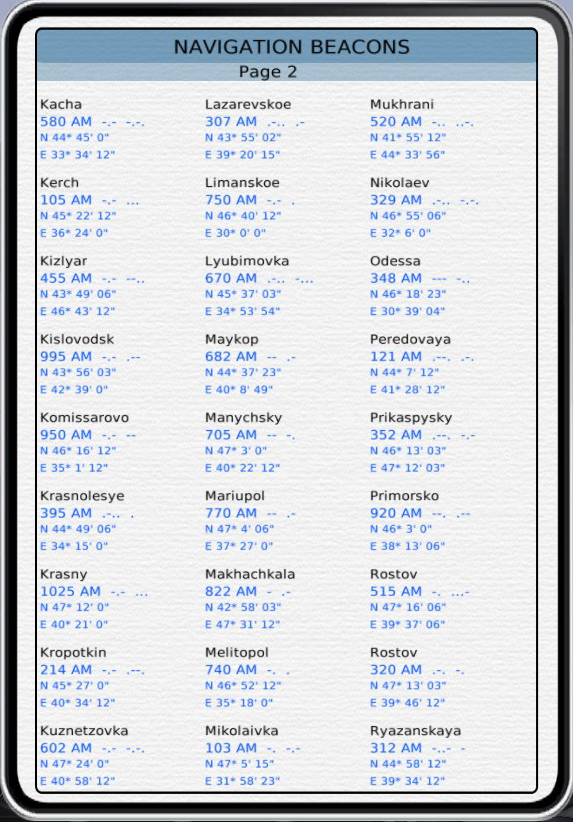 NAVIGATION BEACONS
Page 2
Kacha
580 AM -.- -.-.
N 44* 45' 0"
E 33* 34' 12"
Kerch
105 AM -.- ...
N 45* 22' 12"
E 36* 24' 0"
Kizlyar
455 AM -.- --..
N 43* 49' 06"
E 46* 43' 12"
Kislovodsk
995 AM -.- .--
N 43* 56' 03"
E 42* 39' 0"
Komissarovo
950 AM -.- --
N 46* 16' 12"
E 35* 1' 12"
Krasnolesye
395 AM .-.. .
N 44* 49' 06"
E 34* 15' 0"
Krasny
1025 AM -.- ...
N 47* 12' 0"
E 40* 21' 0"
Kropotkin
214 AM -.- .--.
N 45* 27' 0"
E 40* 34' 12"
Kuznetzovka
602 AM -.- -.-.
N 47* 24' 0"
E 40* 58' 12"
Lazarevskoe
307 AM .-.. .-
N 43* 55' 02"
E 39* 20' 15"
Limanskoe
750 AM -.- .
N 46* 40' 12"
E 30* 0' 0"
Lyubimovka
670 AM .-.. -...
N 45* 37' 03"
E 34* 53' 54"
Maykop
682 AM -- .-
N 44* 37' 23"
E 40* 8' 49"
Manychsky
705 AM -- -.
N 47* 3' 0"
E 40* 22' 12"
Mariupol
770 AM -- .-
N 47* 4' 06"
E 37* 27' 0"
Makhachkala
822 AM - .-
N 42* 58' 03"
E 47* 31' 12"
Melitopol
740 AM -. .
N 46* 52' 12"
E 35* 18' 0"
Mikolaivka
103 AM -. -.-
N 47* 5' 15"
E 31* 58' 23"
Mukhrani
520 AM -.. ..-.
N 41* 55' 12"
E 44* 33' 56"
Nikolaev
329 AM .-.. -.-.
N 46* 55' 06"
E 32* 6' 0"
Odessa
348 AM --- -..
N 46* 18' 23"
E 30* 39' 04"
Peredovaya
121 AM .--. .-.
N 44* 7' 12"
E 41* 28' 12"
Prikaspysky
352 AM .--. -.-
N 46* 13' 03"
E 47* 12' 03"
Primorsko
920 AM --. .--
N 46* 3' 0"
E 38* 13' 06"
Rostov
515 AM -. ...-
N 47* 16' 06"
E 39* 37' 06"
Rostov
320 AM .-. -.
N 47* 13' 03"
E 39* 46' 12"
Ryazanskaya
312 AM -..- -
N 44* 58' 12"
E 39* 34' 12"